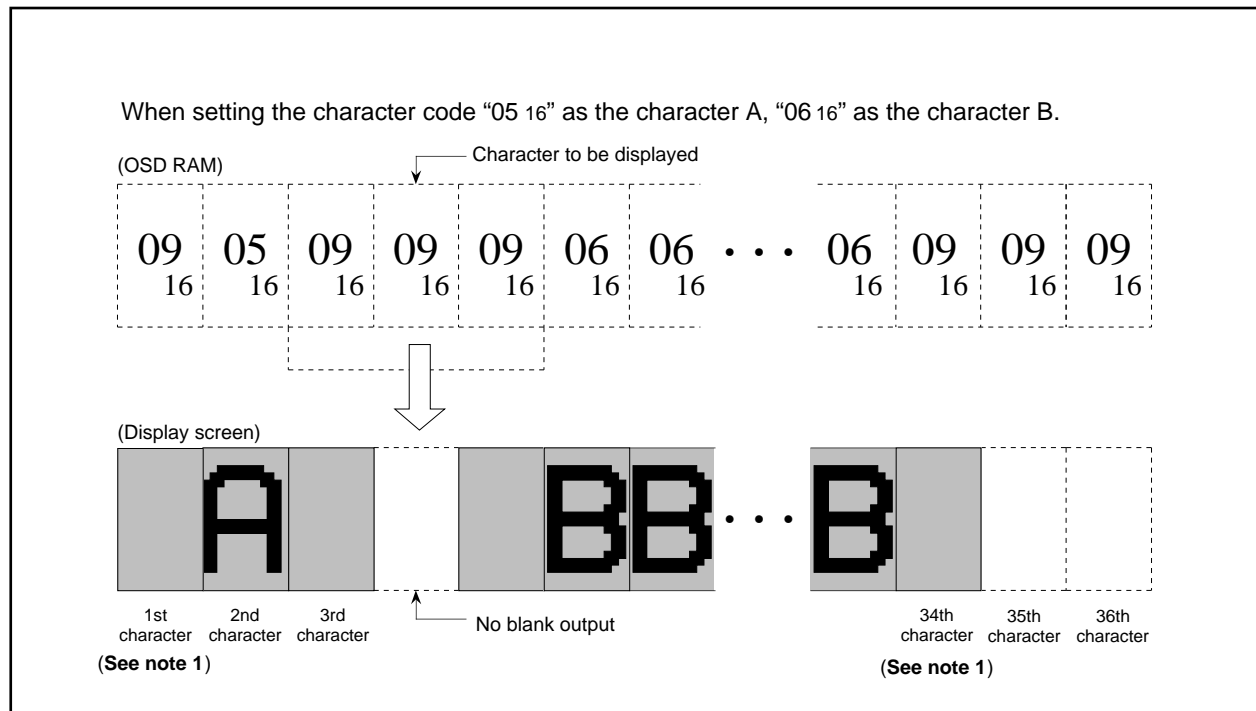 When setting the character code “05 16” as the character A, “06 16” as the character B.
(OSD RAM)
Character to be displayed
09 16 05 16 09 16 09 16 09 16 06 16 06 16 • • • 06 16 09 16 09 16 09 16
(Display screen)
A B B • • • B
1st character 2nd character 3rd character No blank output 34th character 35th character 36th character
(See note 1) (See note 1)